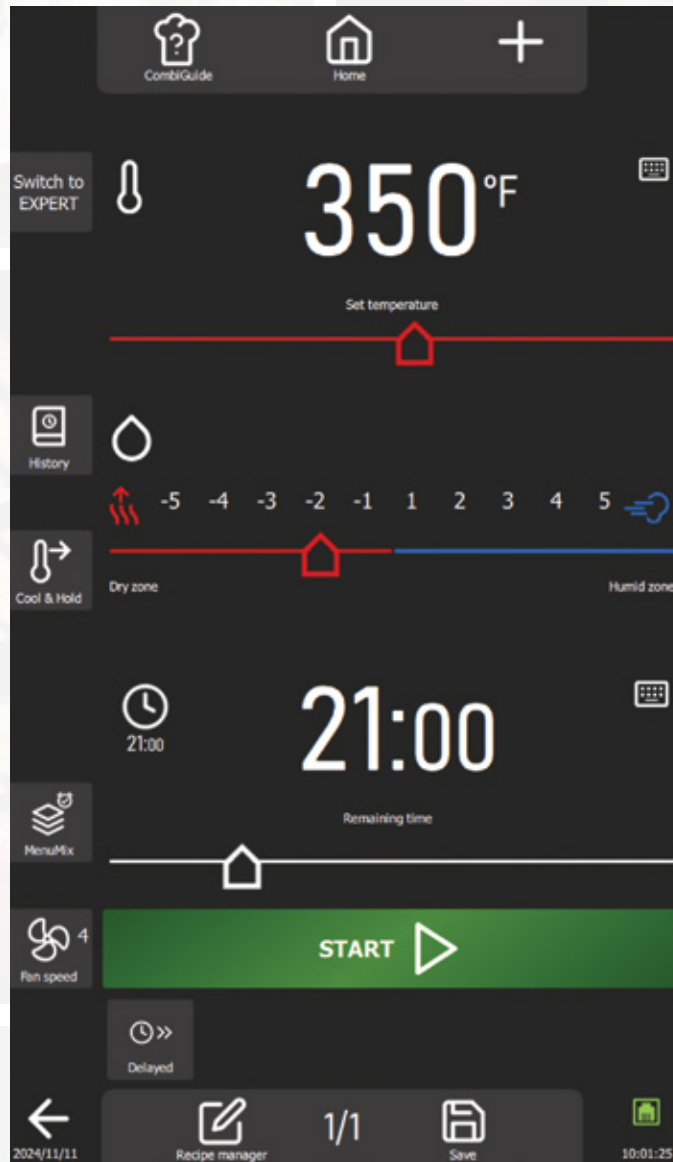 ?
CombiGuide
Home
Switch to
EXPERT
350°F
Set temperature
History
-5 -4 -3 -2 -1 1 2 3 4 5
Cool & Hold
Dry zone
Humid zone
21:00
21:00
Remaining time
MenuMix
4
Fan speed
START
Delayed
2024/11/11
Recipe manager
1/1
Save
10:01:25